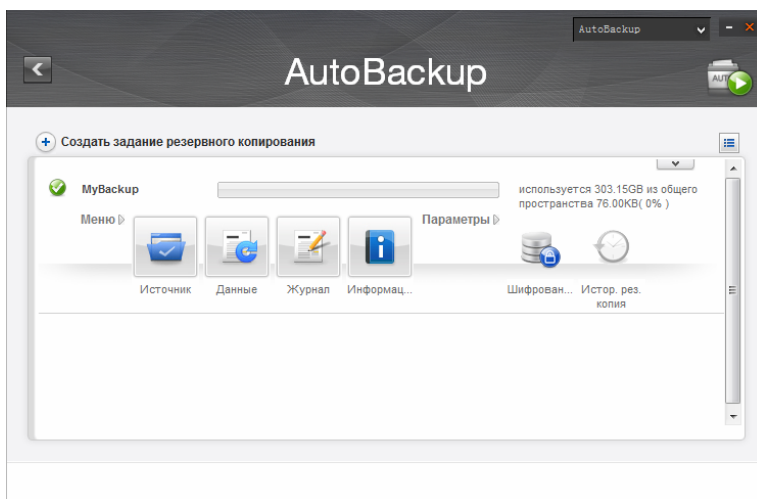 AutoBackup
AutoBackup
AUT
Создать задание резервного копирования
MyBackup
используется 303.15GB из общего
пространства 76.00KB( 0% )
Меню
Параметры
Источник
Данные
Журнал
Информац...
Шифрован...
Истор. рез.
копия